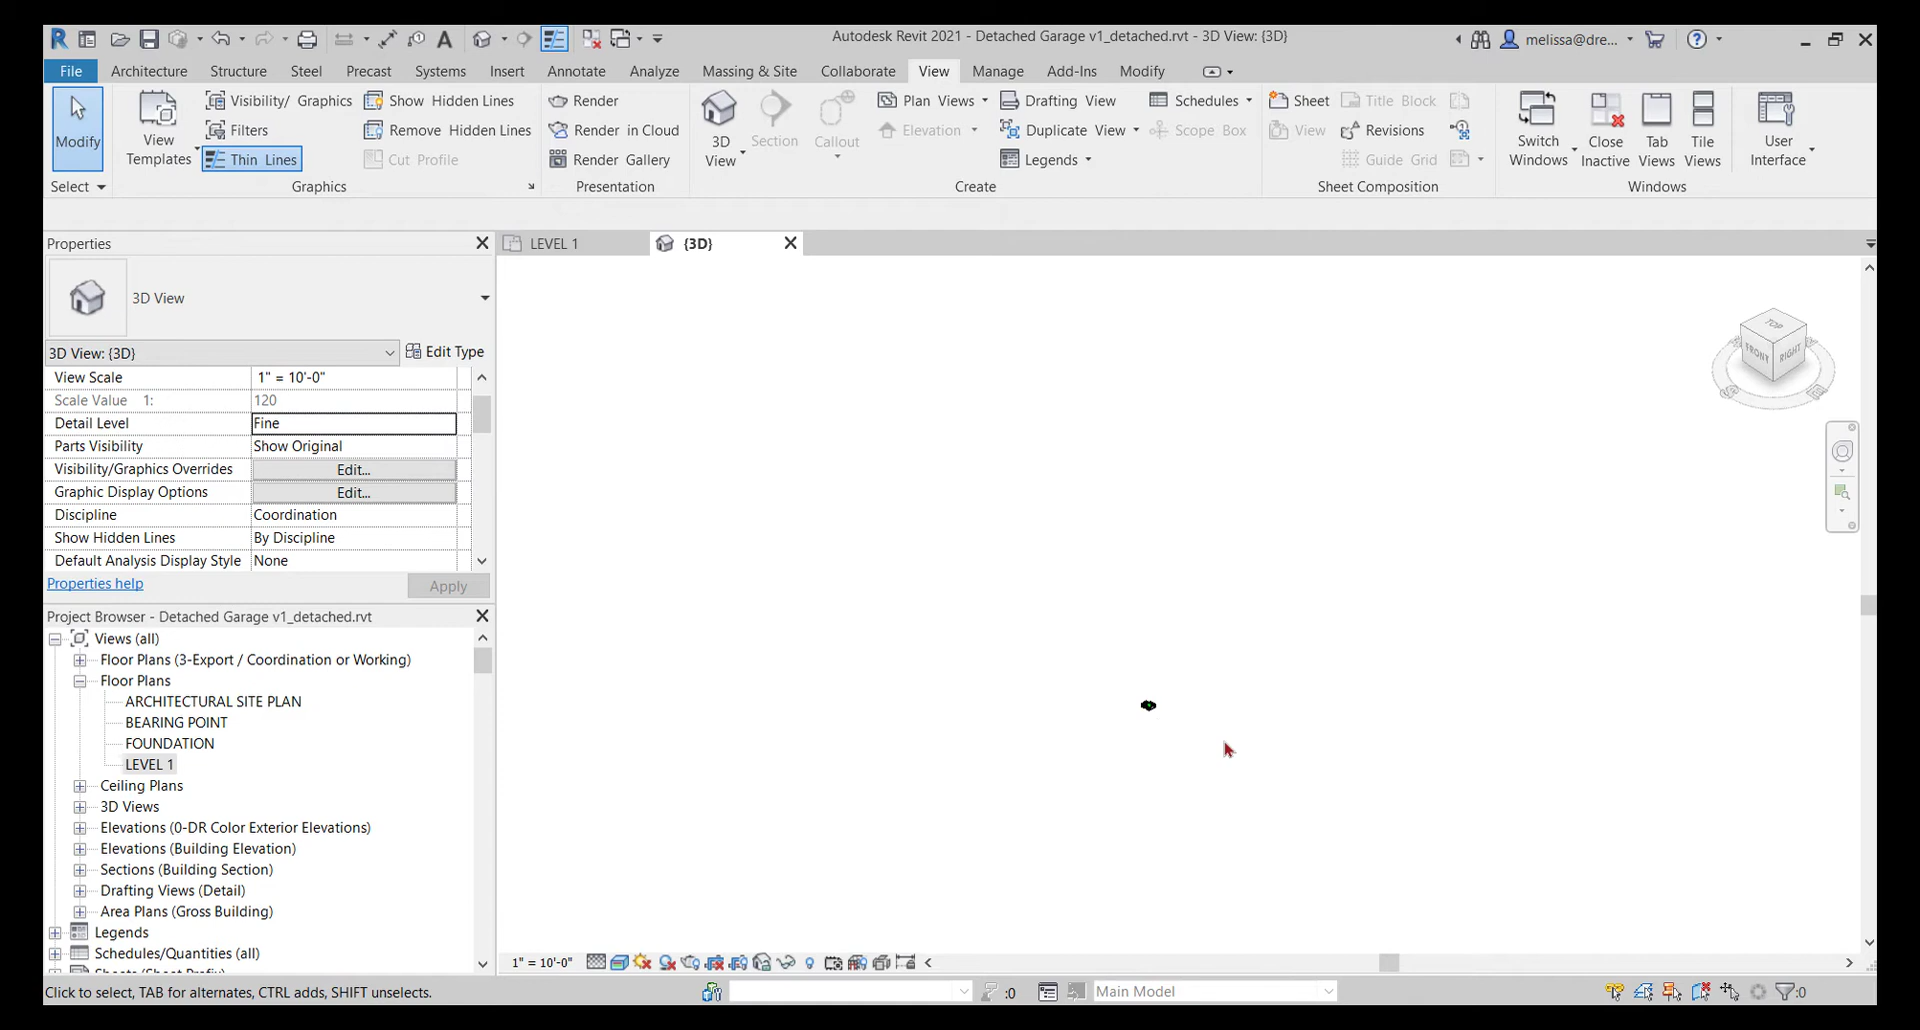 Autodesk Revit 2021 - Detached Garage v1_detached.rvt - 3D View: {3D}
melissa@dre...
File Architecture Structure Steel Precast Systems Insert Annotate Analyze Massing & Site Collaborate View Manage Add-Ins Modify
Modify
Select
View Templates
Visibility/ Graphics
Filters
Thin Lines
Show Hidden Lines
Remove Hidden Lines
Cut Profile
Graphics
Render
Render in Cloud
Render Gallery
Presentation
3D View
Section
Callout
Plan Views
Elevation
Drafting View
Duplicate View
Legends
Schedules
Scope Box
Create
Sheet
View
Title Block
Revisions
Guide Grid
Sheet Composition
Switch Windows
Close Inactive
Tab Views
Tile Views
Windows
User Interface
Properties
3D View
3D View: {3D}
Edit Type
View Scale 1" = 10'-0"
Scale Value 1: 120
Detail Level Fine
Parts Visibility Show Original
Visibility/Graphics Overrides Edit...
Graphic Display Options Edit...
Discipline Coordination
Show Hidden Lines By Discipline
Default Analysis Display Style None
Properties help
Apply
Project Browser - Detached Garage v1_detached.rvt
Views (all)
Floor Plans (3-Export / Coordination or Working)
Floor Plans
ARCHITECTURAL SITE PLAN
BEARING POINT
FOUNDATION
LEVEL 1
Ceiling Plans
3D Views
Elevations (0-DR Color Exterior Elevations)
Elevations (Building Elevation)
Sections (Building Section)
Drafting Views (Detail)
Area Plans (Gross Building)
Legends
Schedules/Quantities (all)
LEVEL 1
{3D}
TOP
FRONT
RIGHT
1" = 10'-0"
Click to select, TAB for alternates, CTRL adds, SHIFT unselects.
:0
Main Model
:0